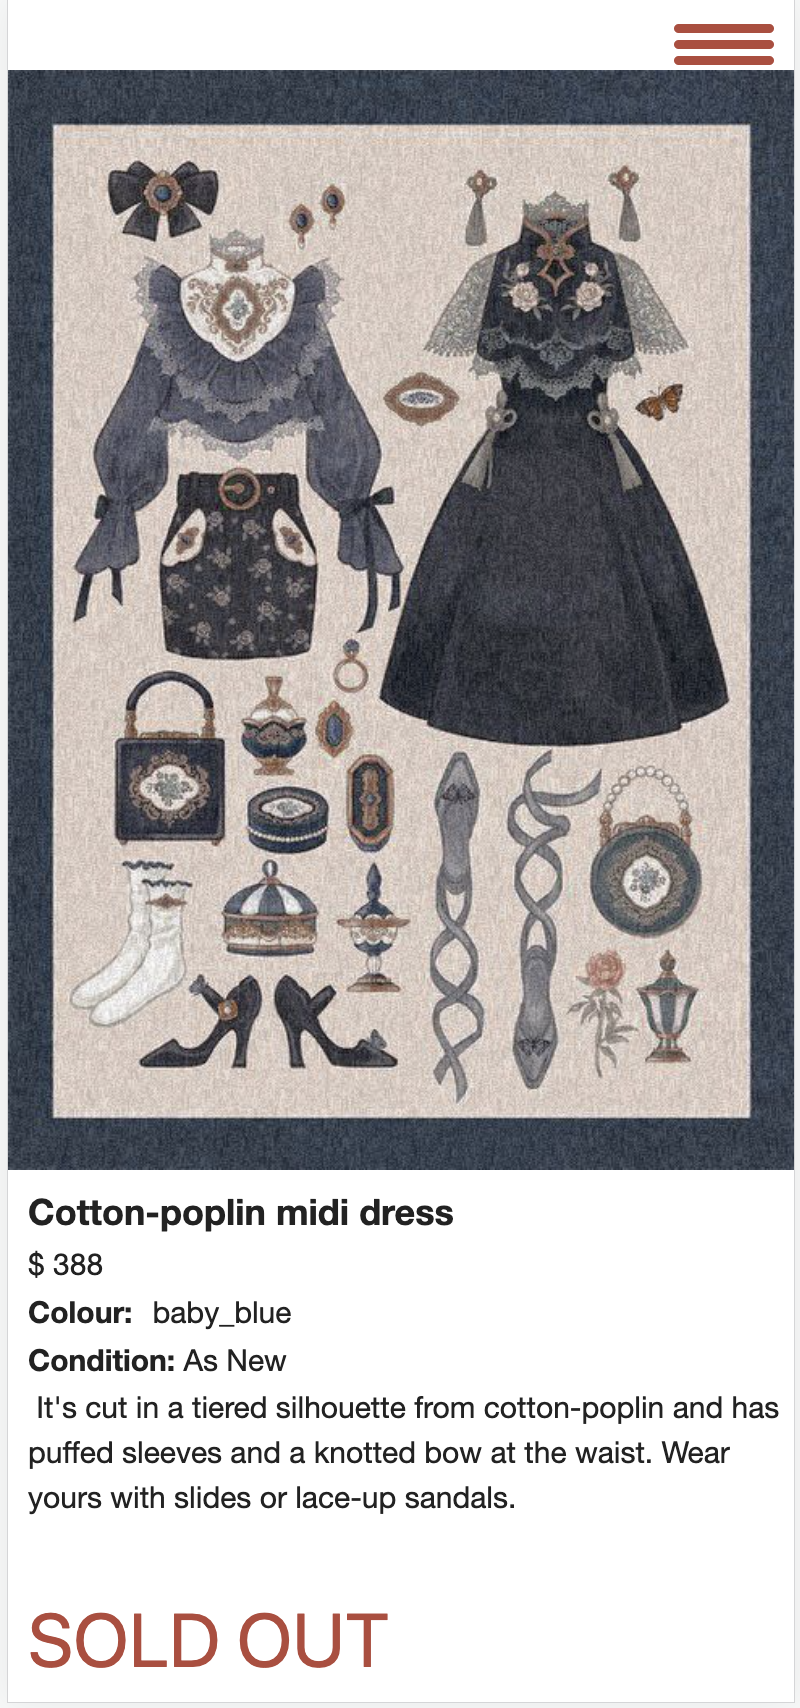 Cotton-poplin midi dress
$ 388
Colour: baby_blue
Condition: As New
It's cut in a tiered silhouette from cotton-poplin and has
puffed sleeves and a knotted bow at the waist. Wear
yours with slides or lace-up sandals.
SOLD OUT